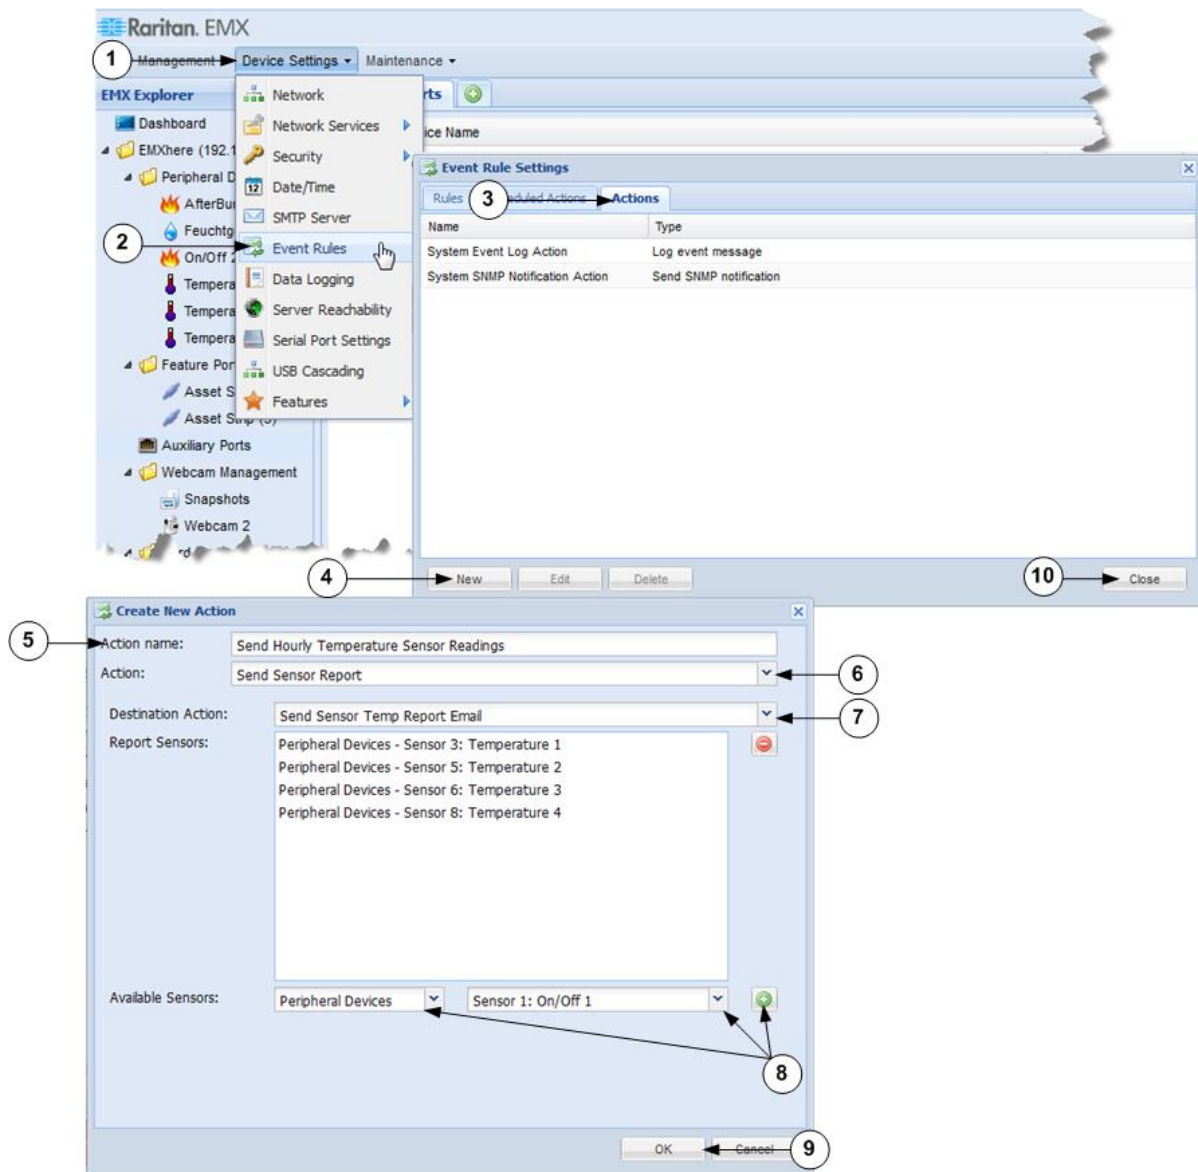 Raritan. EMX
1
Management
Device Settings
Maintenance
EMX Explorer
Dashboard
EMXhere (192.1
Peripheral D
AfterBu
Feuchtg
On/Off 2
Tempera
Tempera
Tempera
Feature Por
Asset S
Asset Strip
Auxiliary Ports
Webcam Management
Snapshots
Webcam 2
Network
Network Services
Security
12
Date/Time
SMTP Server
2
Event Rules
Data Logging
Server Reachability
Serial Port Settings
USB Cascading
Features
rts
ice Name
Event Rule Settings
Rules
3
eduled Actions
Actions
Name Type
System Event Log Action Log event message
System SNMP Notification Action Send SNMP notification
4
New Edit Delete
10
Close
Create New Action
5
Action name: Send Hourly Temperature Sensor Readings
Action: Send Sensor Report
6
Destination Action: Send Sensor Temp Report Email
7
Report Sensors:
Peripheral Devices - Sensor 3: Temperature 1
Peripheral Devices - Sensor 5: Temperature 2
Peripheral Devices - Sensor 6: Temperature 3
Peripheral Devices - Sensor 8: Temperature 4
Available Sensors: Peripheral Devices Sensor 1: On/Off 1
8
OK Cancel
9